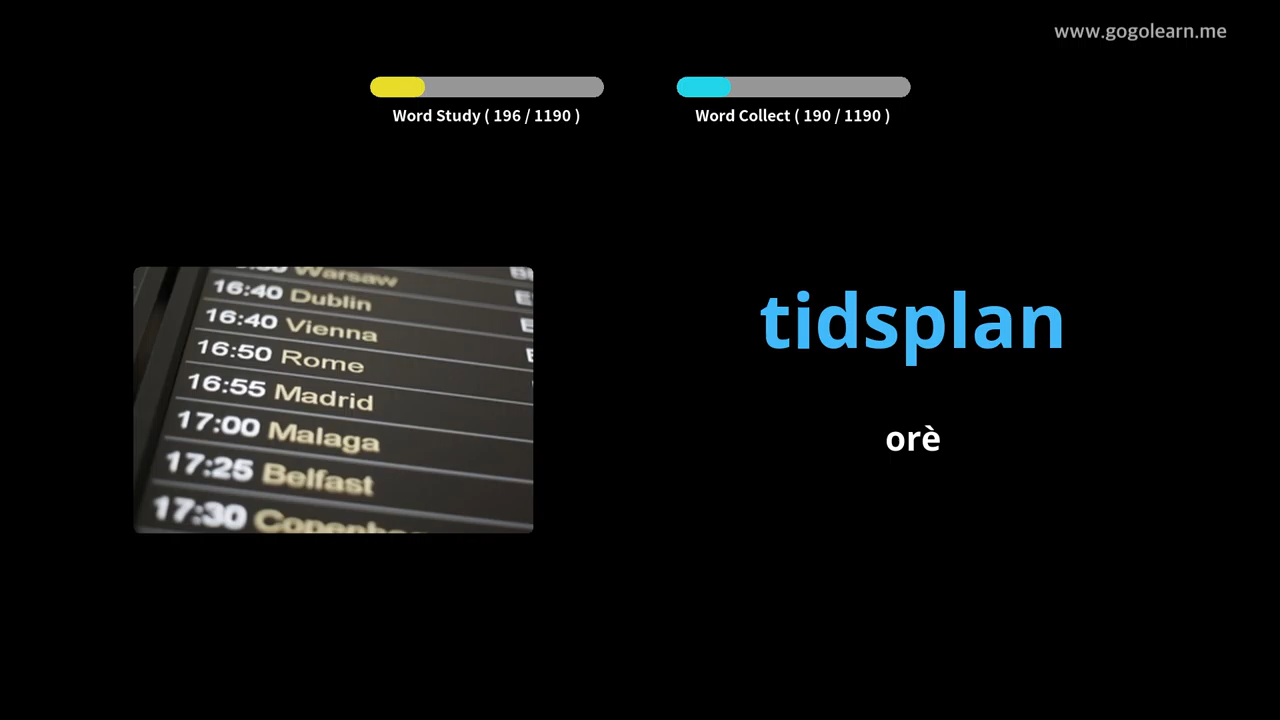 www.gogolearn.me
Word Study ( 196 / 1190 )
Word Collect ( 190 / 1190 )
Warsaw
16:40 Dublin
16:40 Vienna
16:50 Rome
16:55 Madrid
17:00 Malaga
17:25 Belfast
17:30
tidsplan
orè